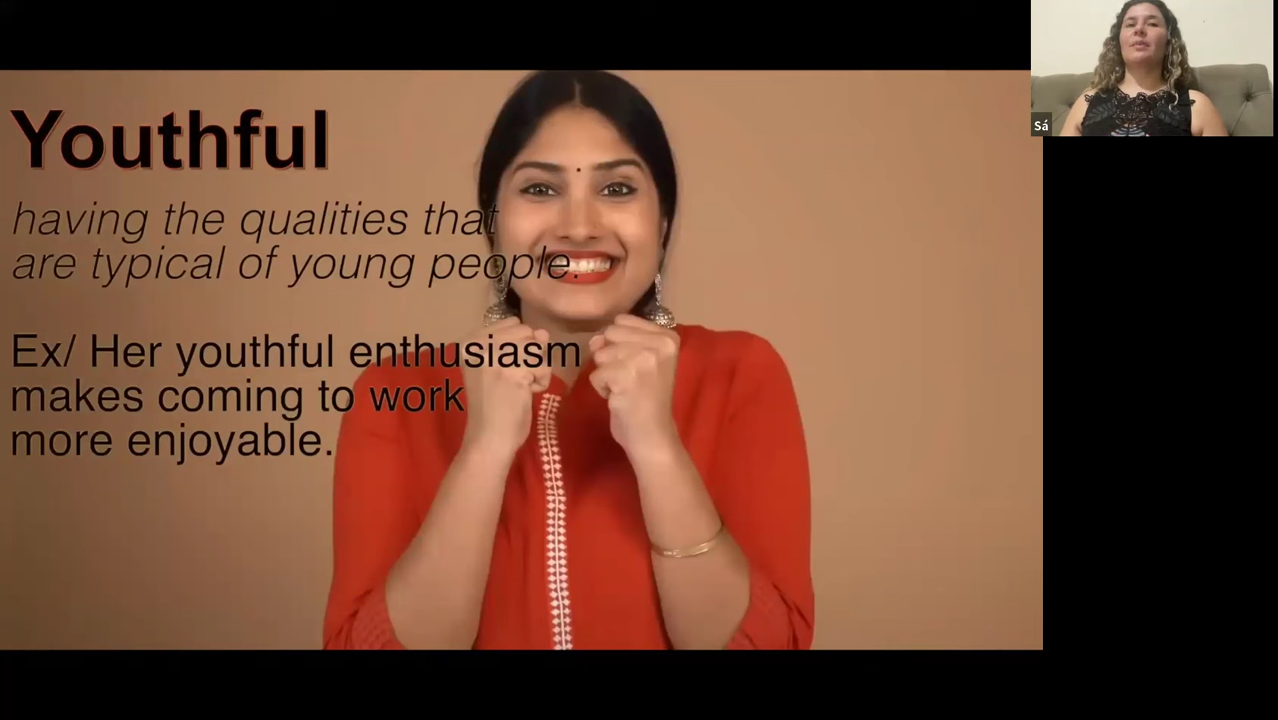 Youthful
having the qualities that
are typical of young people.
Ex/ Her youthful enthusiasm
makes coming to work
more enjoyable.
Sá